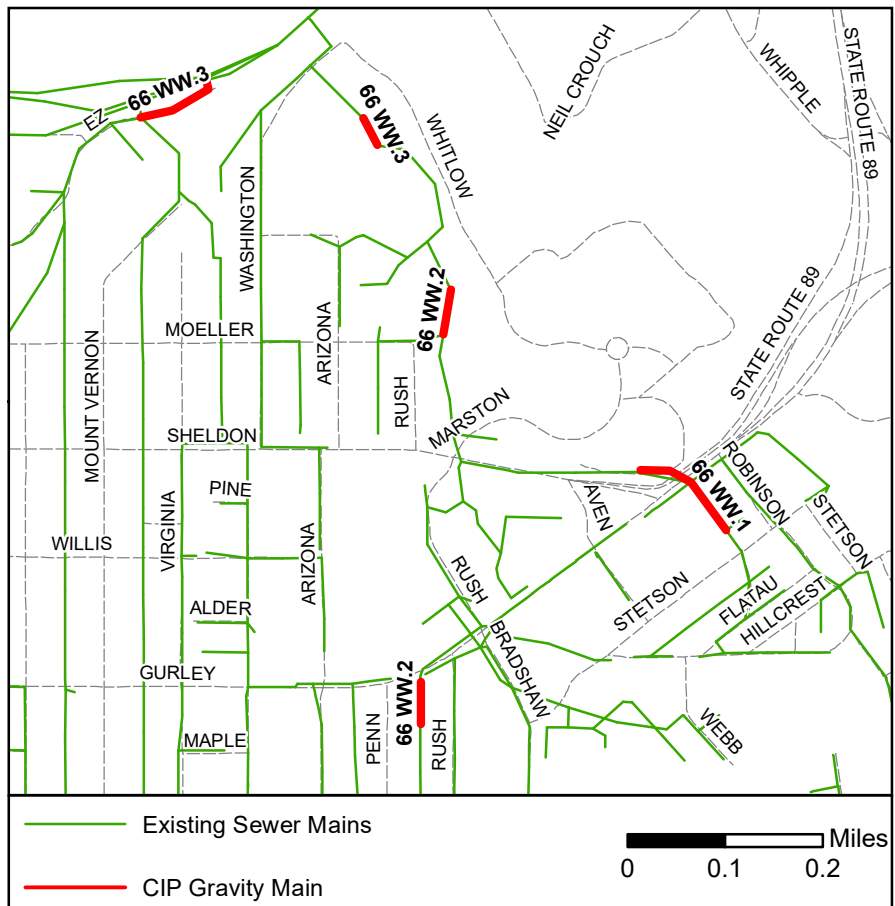 STATE ROUTE 89
WHIPPLE
NEIL CROUCH
66 WW.3
EZ
66 WW.3
WHITLOW
STATE ROUTE 89
WASHINGTON
66 WW.2
MOELLER
ARIZONA
MOUNT VERNON
RUSH
MARSTON
SHELDON
ROBINSON
66 WW.1
PINE
AVEN
STETSON
VIRGINIA
WILLIS
ARIZONA
RUSH
STETSON
FLATAU
HILLCREST
ALDER
BRADSHAW
GURLEY
66 WW.2
PENN
RUSH
WEBB
MAPLE
Existing Sewer Mains
CIP Gravity Main
Miles
0 0.1 0.2